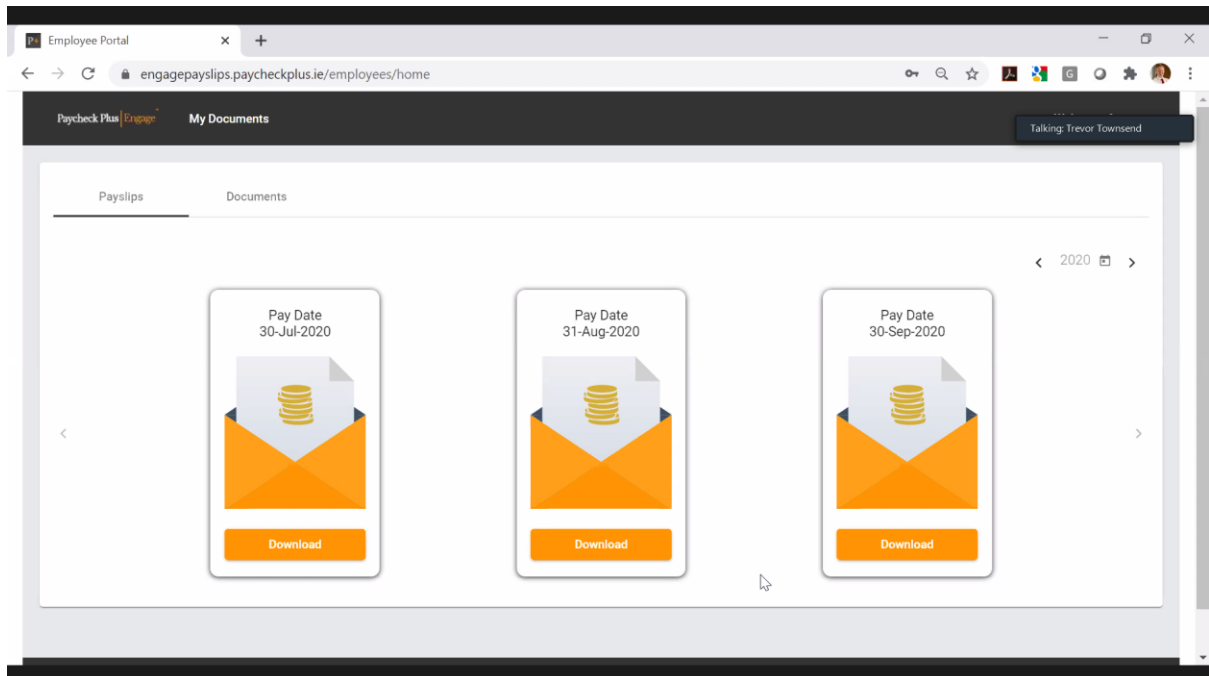 Employee Portal
engagepayslips.paycheckplus.ie/employees/home
Paycheck Plus Engage
My Documents
Talking: Trevor Townsend
Payslips
Documents
2020
Pay Date
30-Jul-2020
Download
Pay Date
31-Aug-2020
Download
Pay Date
30-Sep-2020
Download